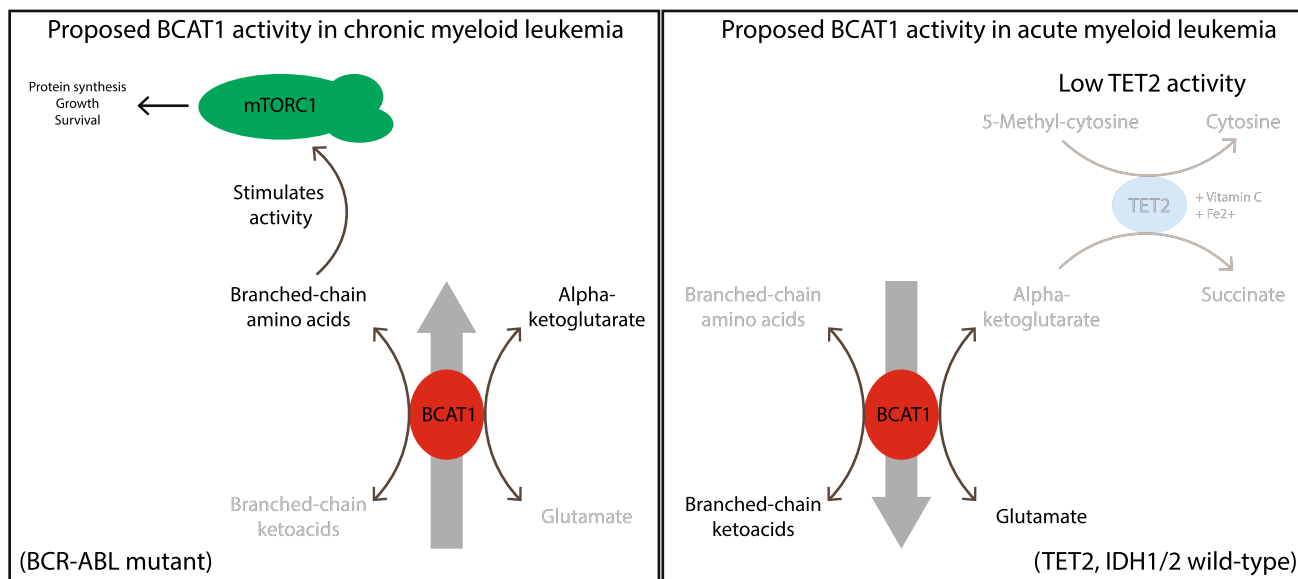 Proposed BCAT1 activity in chronic myeloid leukemia
Protein synthesis
Growth
Survival
mTORC1
Stimulates
activity
Branched-chain
amino acids
Alpha-
ketoglutarate
BCAT1
Branched-chain
ketoacids
Glutamate
(BCR-ABL mutant)
Proposed BCAT1 activity in acute myeloid leukemia
Low TET2 activity
5-Methyl-cytosine
Cytosine
TET2
+ Vitamin C
+ Fe2+
Branched-chain
amino acids
Alpha-
ketoglutarate
Succinate
BCAT1
Branched-chain
ketoacids
Glutamate
(TET2, IDH1/2 wild-type)